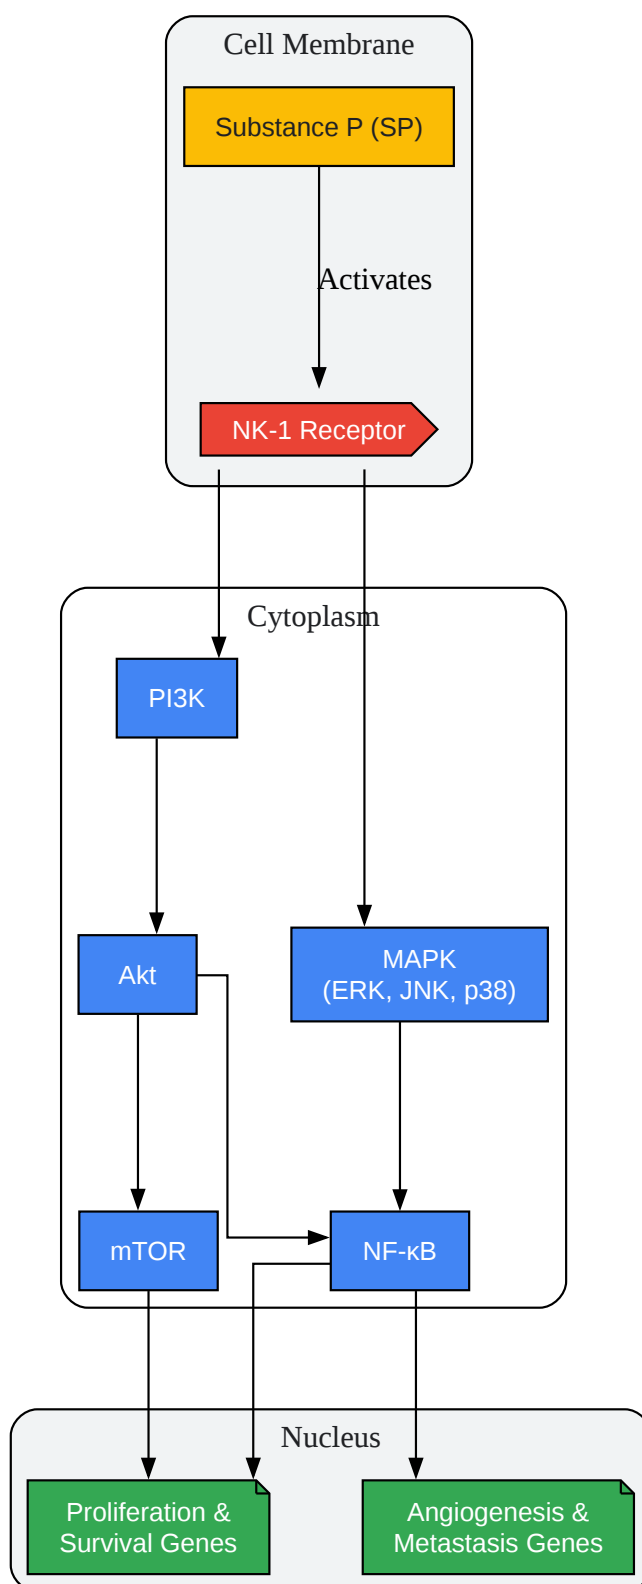 Cell Membrane
Substance P (SP)
Activates
NK-1 Receptor
Cytoplasm
PI3K
Akt
MAPK
(ERK, JNK, p38)
mTOR
NF-κB
Nucleus
Proliferation &
Survival Genes
Angiogenesis &
Metastasis Genes